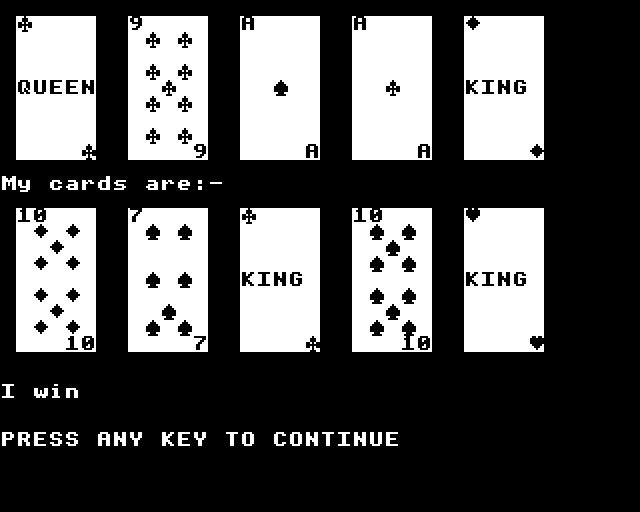 9 A A
QUEEN KING
6 A A
My cards are:-
10 7 10
KING KING
10 7 10
I win
PRESS ANY KEY TO CONTINUE